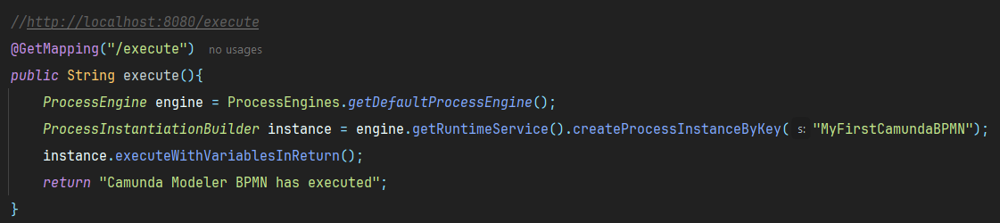 //http://localhost:8080/execute
@GetMapping("/execute") no usages
public String execute(){
ProcessEngine engine = ProcessEngines.getDefaultProcessEngine();
ProcessInstantiationBuilder instance = engine.getRuntimeService().createProcessInstanceByKey( s: "MyFirstCamundaBPMN");
instance.executeWithVariablesInReturn();
return "Camunda Modeler BPMN has executed";
}